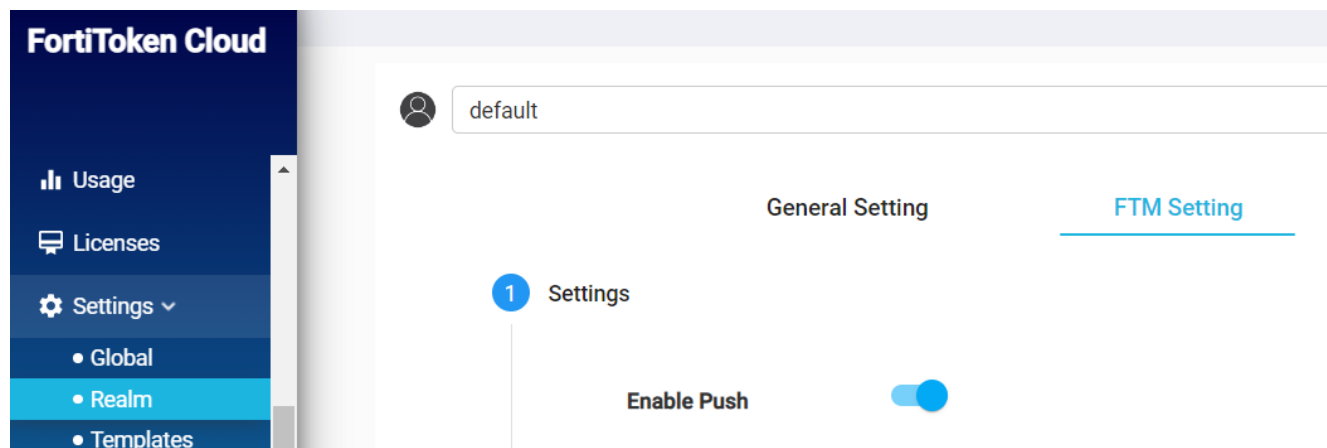 FortiToken Cloud
default
Usage
General Setting
FTM Setting
Licenses
1 Settings
Settings
Global
Realm
Enable Push
Templates